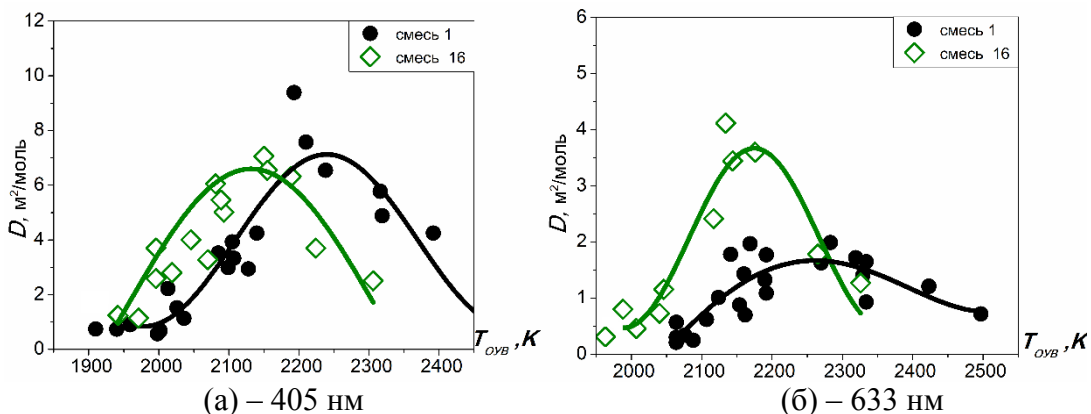 12
10
8
6
4
2
0
D, м²/моль
смесь 1
смесь 16
1900 2000 2100 2200 2300 2400
T_ОУВ ,K
(а) – 405 нм
6
5
4
3
2
1
0
D, м²/моль
смесь 1
смесь 16
2000 2100 2200 2300 2400 2500
T_ОУВ ,K
(б) – 633 нм